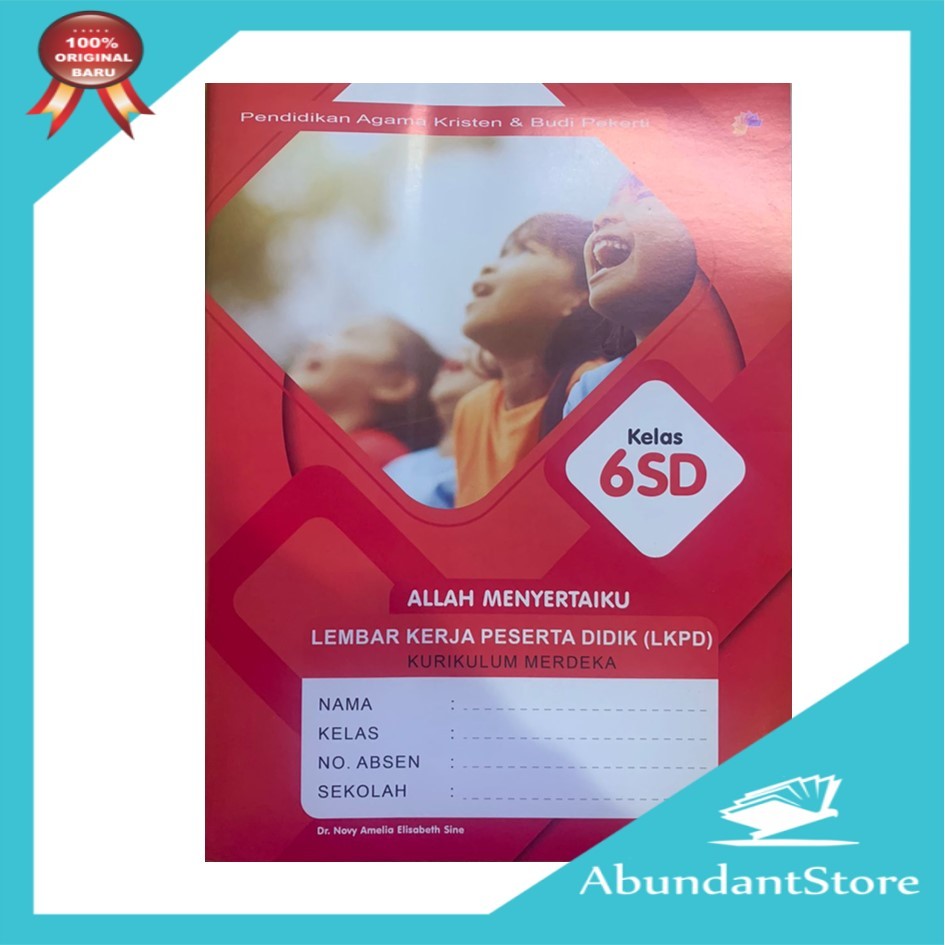 100%
ORIGINAL
BARU
Pendidikan Agama Kristen & Budi Pekerti
Kelas
6SD
ALLAH MENYERTAIKU
LEMBAR KERJA PESERTA DIDIK (LKPD)
KURIKULUM MERDEKA
NAMA :
KELAS :
NO. ABSEN :
SEKOLAH :
Dr. Novy Amelia Elisabeth Sine
AbundantStore